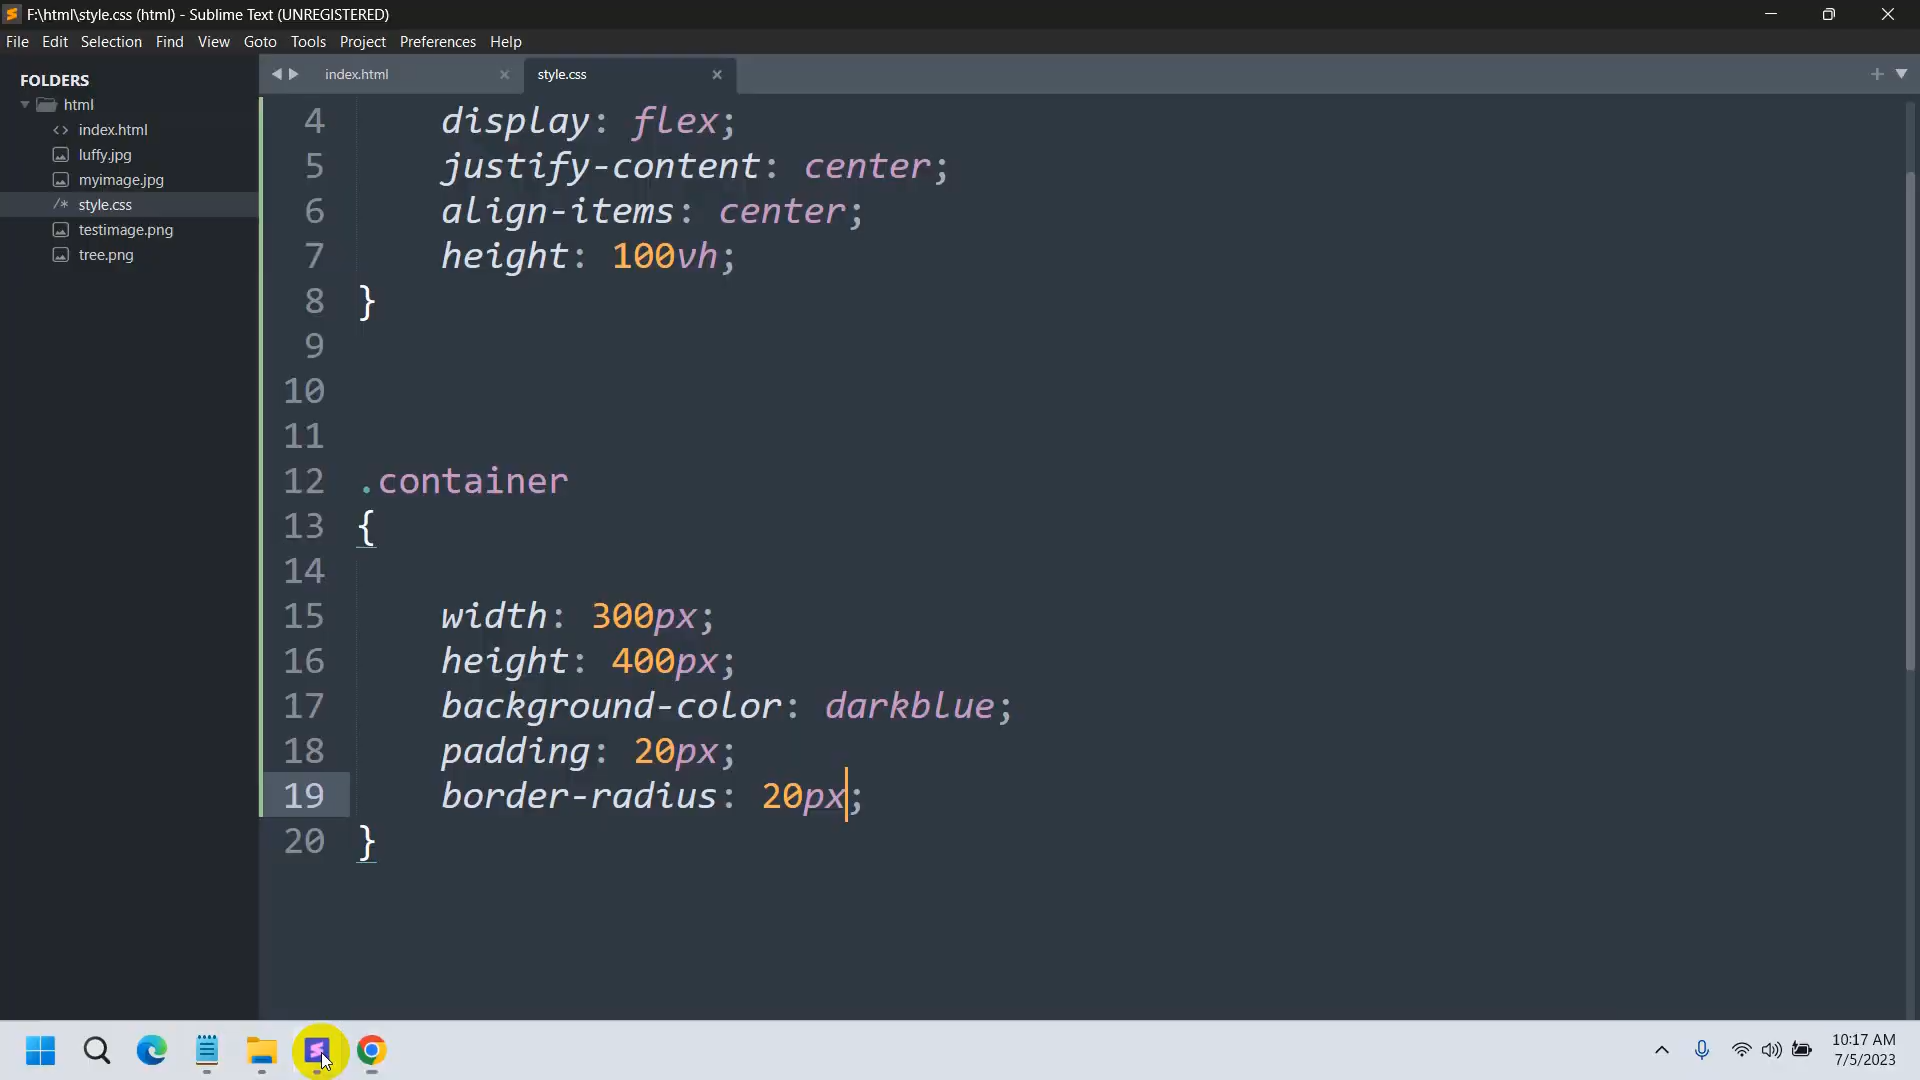 F:\html\style.css (html) - Sublime Text (UNREGISTERED)
File Edit Selection Find View Goto Tools Project Preferences Help
FOLDERS
html
<> index.html
luffy.jpg
myimage.jpg
/* style.css
testimage.png
tree.png
index.html
style.css
4 display: flex;
5 justify-content: center;
6 align-items: center;
7 height: 100vh;
8 }
9
10
11
12 .container
13 {
14
15 width: 300px;
16 height: 400px;
17 background-color: darkblue;
18 padding: 20px;
19 border-radius: 20px;
20 }
10:17 AM
7/5/2023